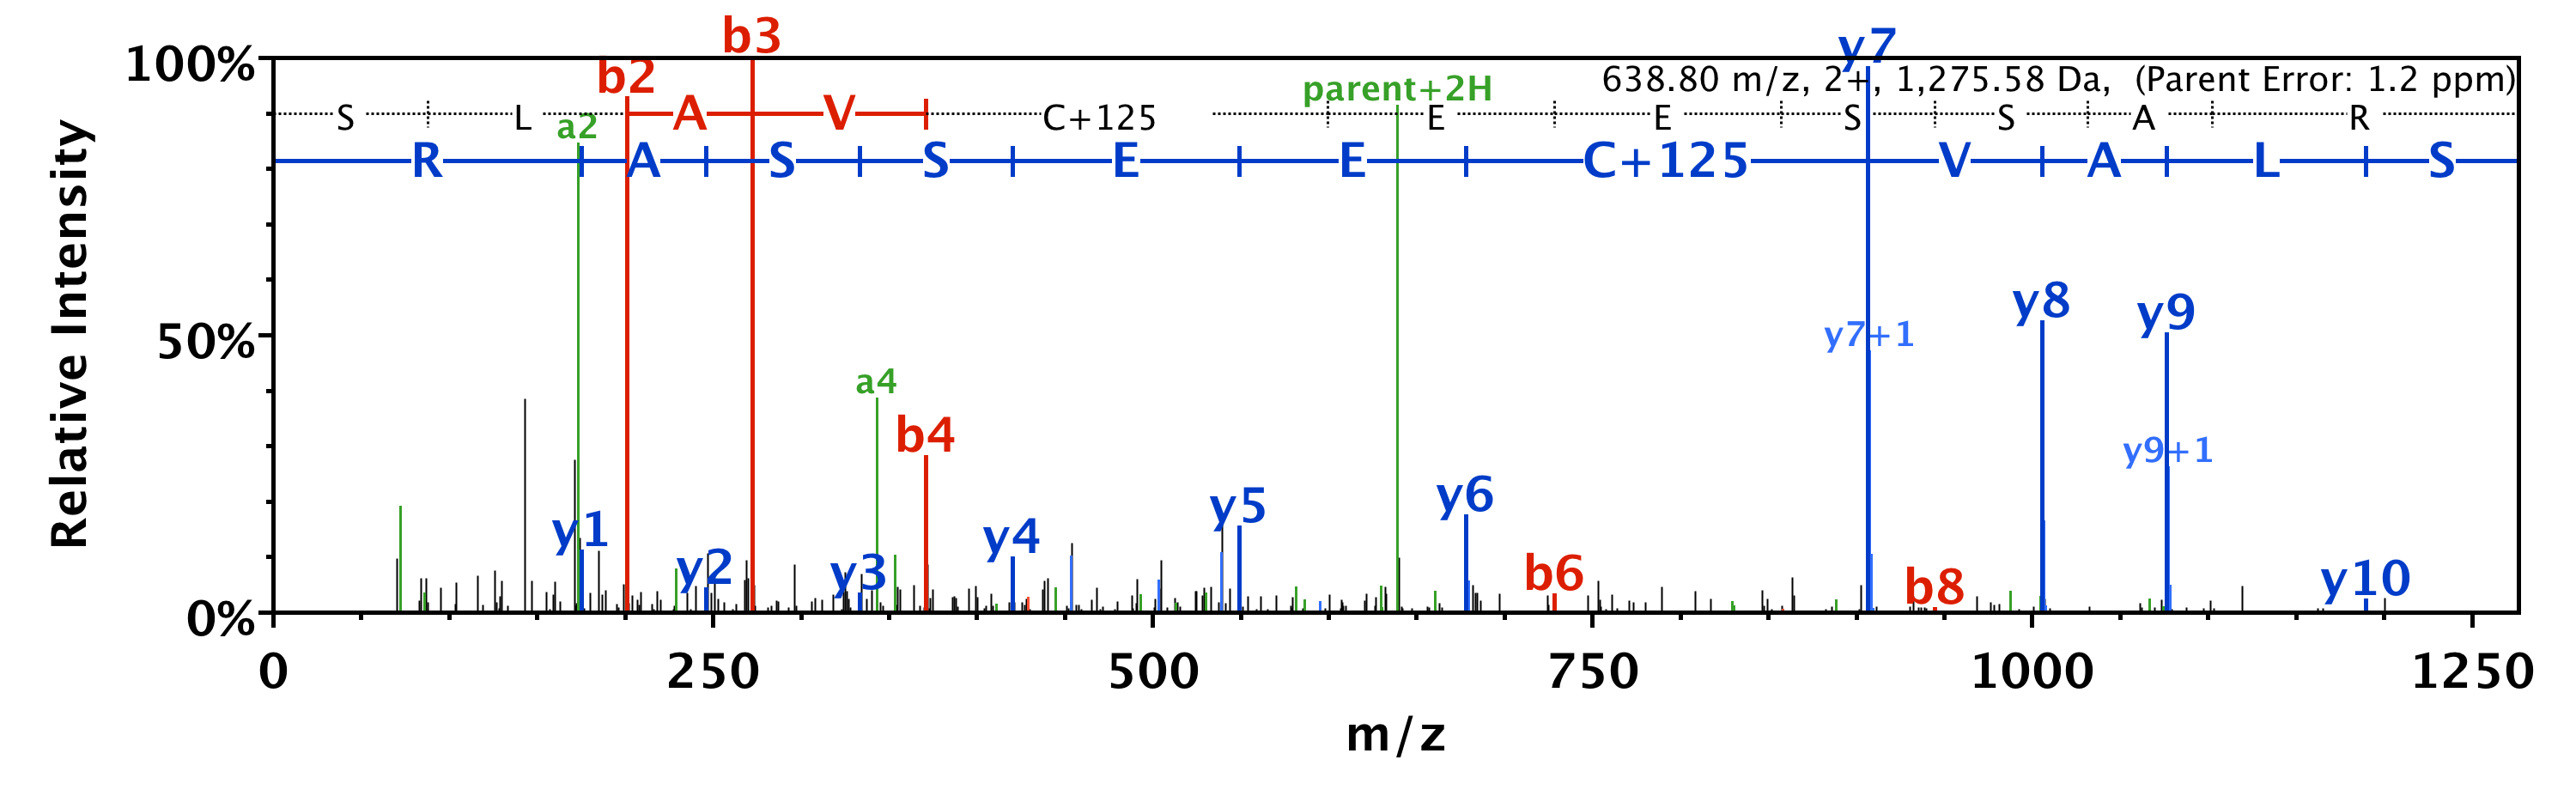 b3
y7
100%
b2
638.80 m/z, 2+, 1,275.58 Da, (Parent Error: 1.2 ppm)
parent+2H
S L A V C+125 E E S S A R
a2
R A S S E E C+125 V A L S
y8
y9
50%
y7+1
a4
b4
y9+1
y6
y5
y1
y4
y2
y3
b6
b8
y10
0%
0 250 500 750 1000 1250
m/z
Relative Intensity